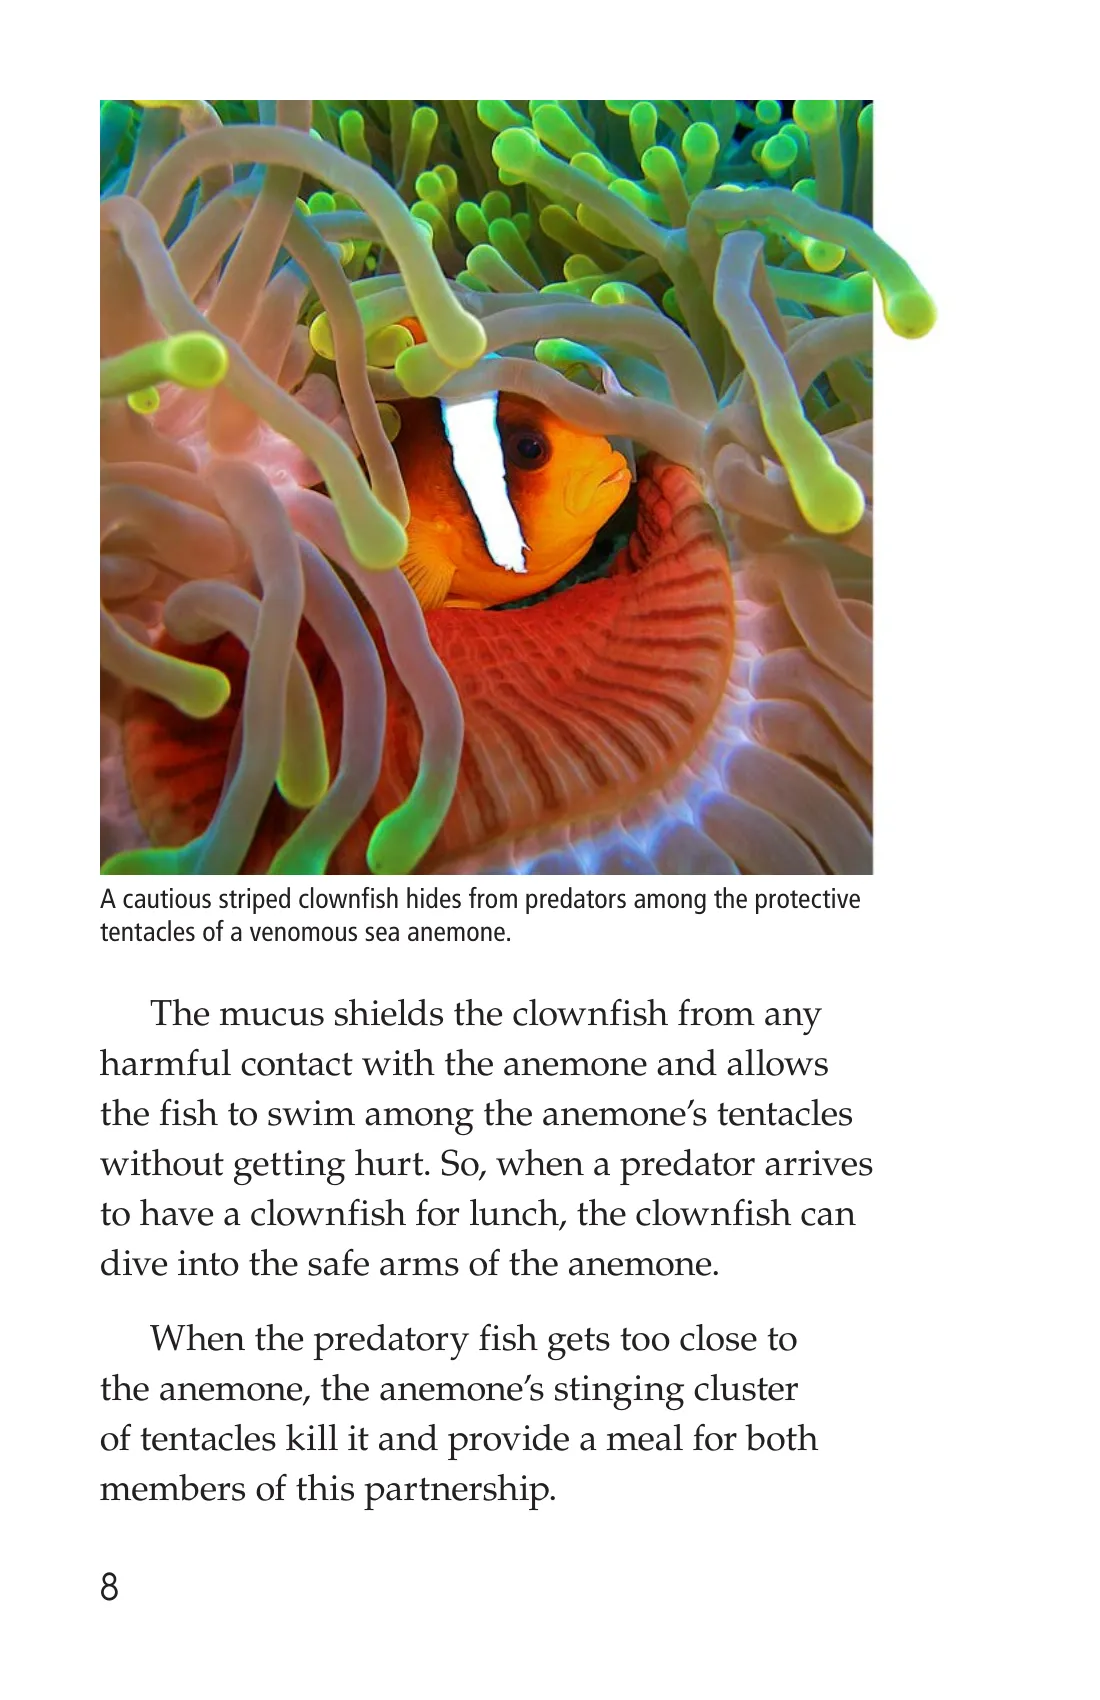 A cautious striped clownfish hides from predators among the protective
tentacles of a venomous sea anemone.
The mucus shields the clownfish from any
harmful contact with the anemone and allows
the fish to swim among the anemone’s tentacles
without getting hurt. So, when a predator arrives
to have a clownfish for lunch, the clownfish can
dive into the safe arms of the anemone.
When the predatory fish gets too close to
the anemone, the anemone’s stinging cluster
of tentacles kill it and provide a meal for both
members of this partnership.
8